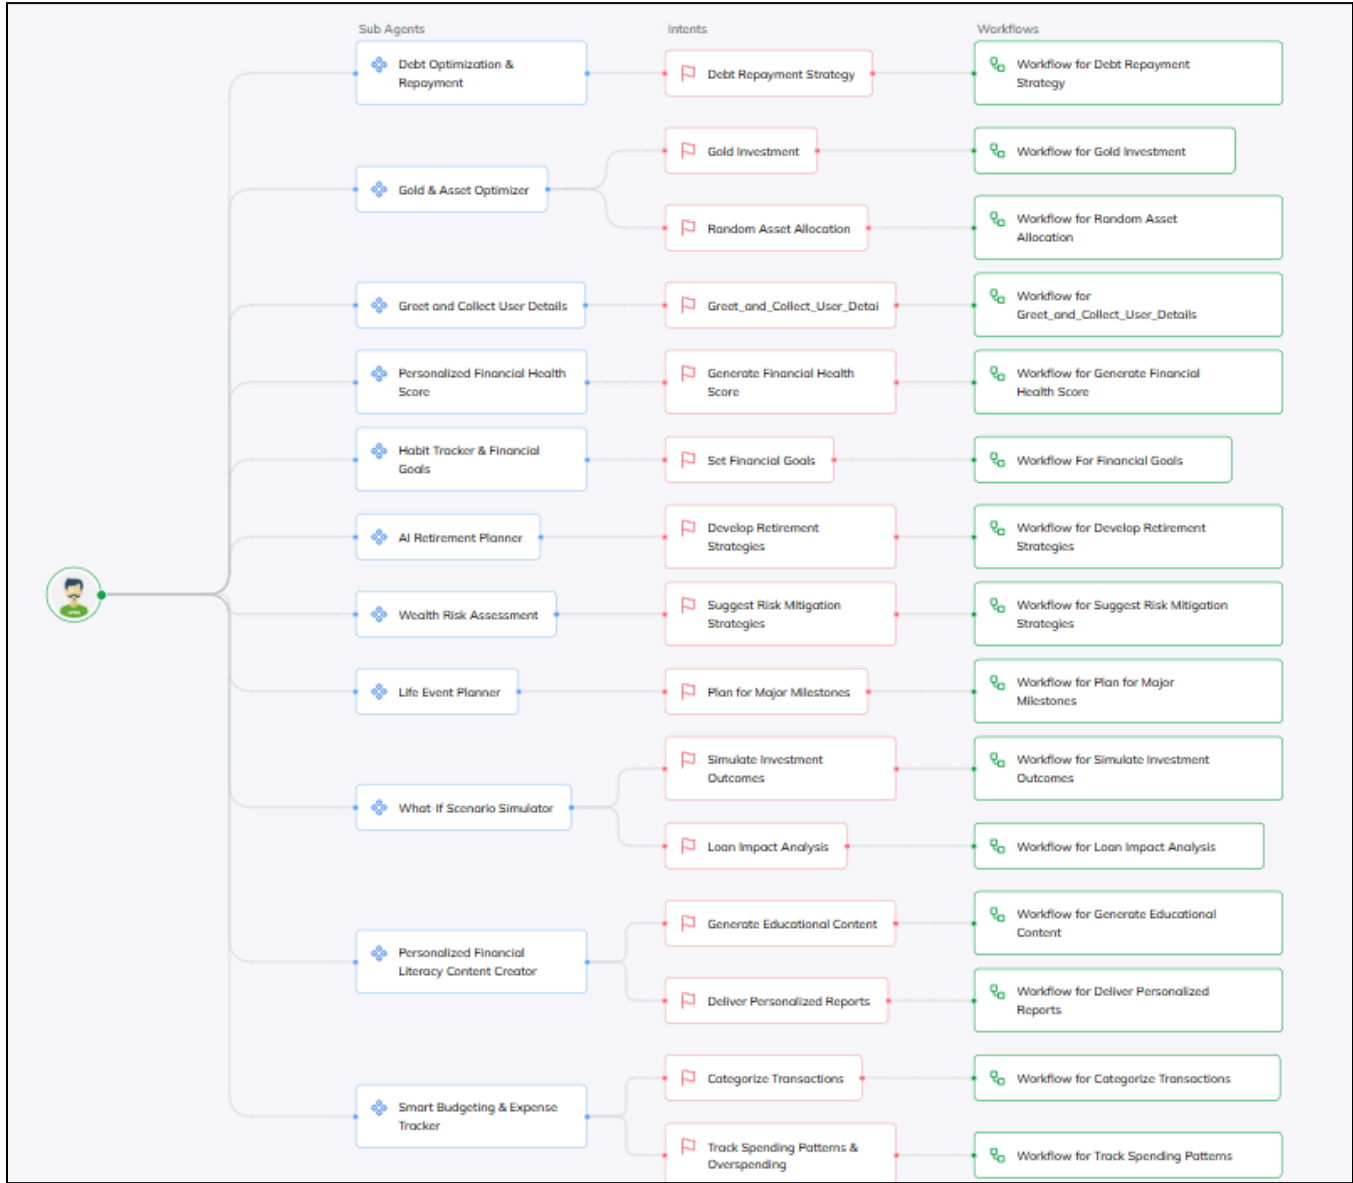 Sub Agents
Intents
Workflows
Debt Optimization &
Repayment
Debt Repayment Strategy
Workflow for Debt Repayment
Strategy
Gold & Asset Optimizer
Gold Investment
Workflow for Gold Investment
Random Asset Allocation
Workflow for Random Asset
Allocation
Greet and Collect User Details
Greet_and_Collect_User_Detai
Workflow for
Greet_and_Collect_User_Details
Personalized Financial Health
Score
Generate Financial Health
Score
Workflow for Generate Financial
Health Score
Habit Tracker & Financial
Goals
Set Financial Goals
Workflow For Financial Goals
AI Retirement Planner
Develop Retirement
Strategies
Workflow for Develop Retirement
Strategies
Wealth Risk Assessment
Suggest Risk Mitigation
Strategies
Workflow for Suggest Risk Mitigation
Strategies
Life Event Planner
Plan for Major Milestones
Workflow for Plan for Major
Milestones
What-If Scenario Simulator
Simulate Investment
Outcomes
Workflow for Simulate Investment
Outcomes
Loan Impact Analysis
Workflow for Loan Impact Analysis
Personalized Financial
Literacy Content Creator
Generate Educational Content
Workflow for Generate Educational
Content
Deliver Personalized Reports
Workflow for Deliver Personalized
Reports
Smart Budgeting & Expense
Tracker
Categorize Transactions
Workflow for Categorize Transactions
Track Spending Patterns &
Overspending
Workflow for Track Spending Patterns